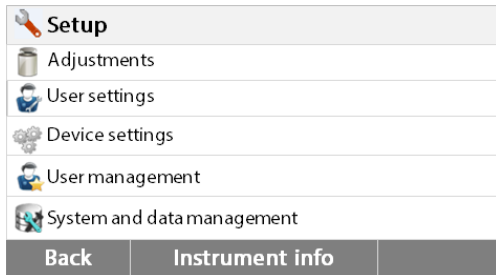 Setup
Adjustments
User settings
Device settings
User management
System and data management
Back Instrument info